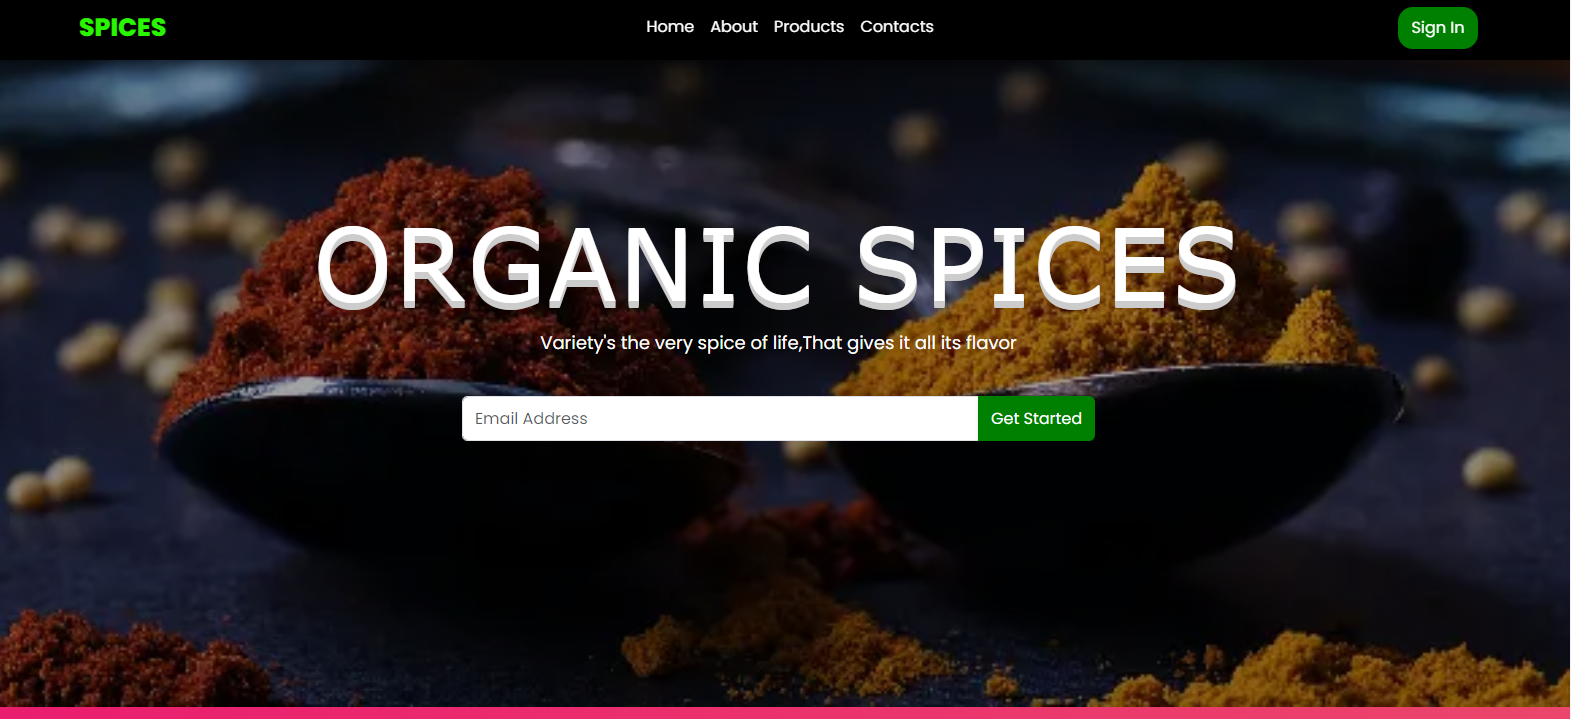 SPICES
Home About Products Contacts
Sign In
ORGANIC SPICES
Variety's the very spice of life,That gives it all its flavor
Email Address
Get Started